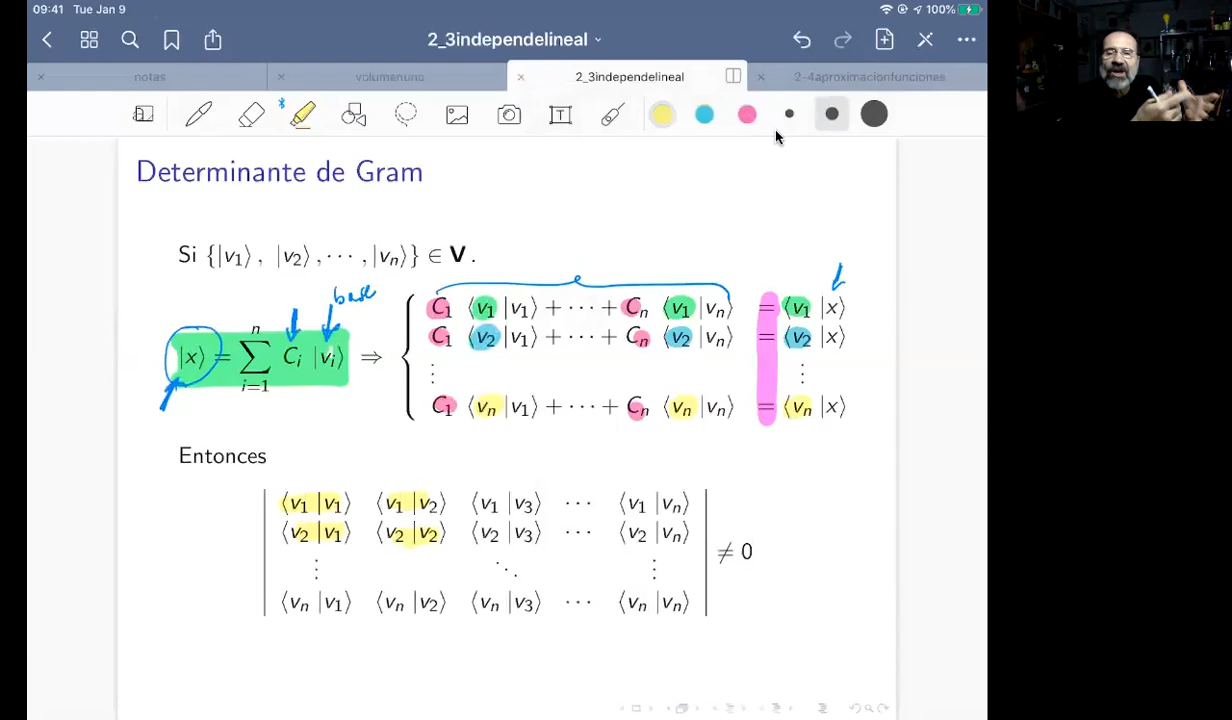 09:41 Tue Jan 9 100%
2_3independelineal
notas volumenuno 2_3independelineal 2-4aproximacionfunciones
Determinante de Gram
Si {|v₁⟩, |v₂⟩, ⋯, |vₙ⟩} ∈ V.
base
|x⟩ = ∑ⁿᵢ₌₁ Cᵢ |vᵢ⟩ ⇒
C₁ ⟨v₁ |v₁⟩ + ⋯ + Cₙ ⟨v₁ |vₙ⟩ = ⟨v₁ |x⟩
C₁ ⟨v₂ |v₁⟩ + ⋯ + Cₙ ⟨v₂ |vₙ⟩ = ⟨v₂ |x⟩
⋮ ⋮
C₁ ⟨vₙ |v₁⟩ + ⋯ + Cₙ ⟨vₙ |vₙ⟩ = ⟨vₙ |x⟩
Entonces
⟨v₁ |v₁⟩ ⟨v₁ |v₂⟩ ⟨v₁ |v₃⟩ ⋯ ⟨v₁ |vₙ⟩
⟨v₂ |v₁⟩ ⟨v₂ |v₂⟩ ⟨v₂ |v₃⟩ ⋯ ⟨v₂ |vₙ⟩
⋮ ⋱ ⋮
⟨vₙ |v₁⟩ ⟨vₙ |v₂⟩ ⟨vₙ |v₃⟩ ⋯ ⟨vₙ |vₙ⟩
≠ 0